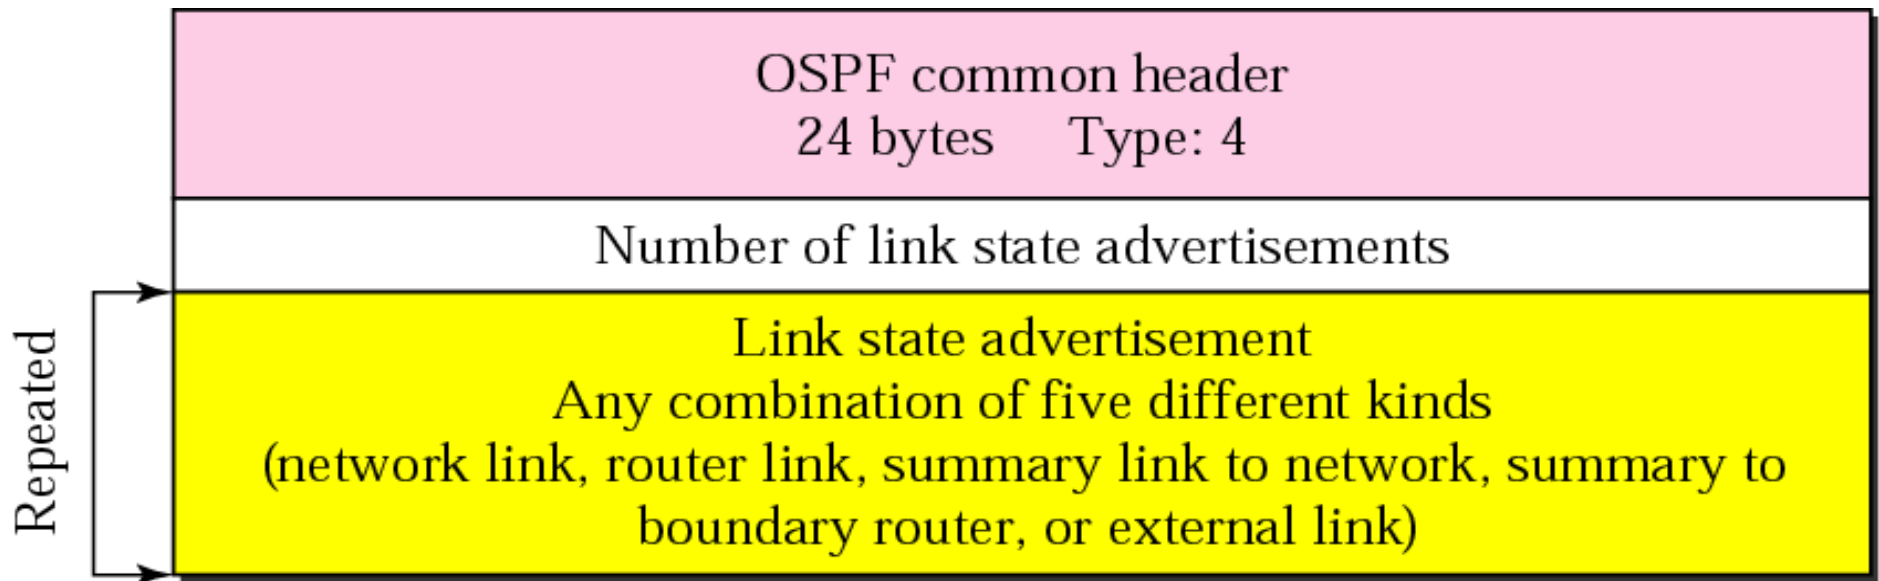 OSPF common header
24 bytes Type: 4
Number of link state advertisements
Repeated
Link state advertisement
Any combination of five different kinds
(network link, router link, summary link to network, summary to
boundary router, or external link)